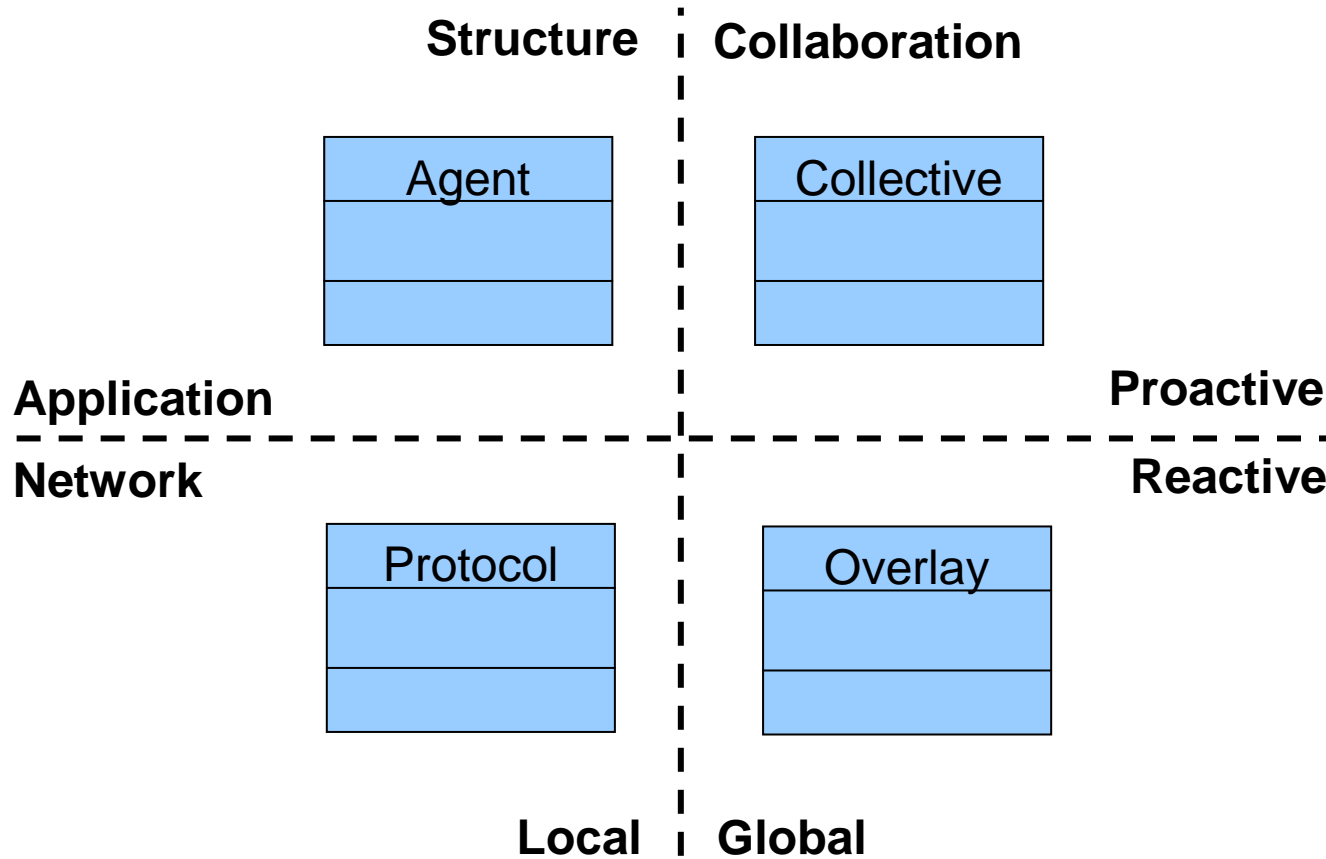 Structure
Collaboration
Agent
Collective
Application
Proactive
Network
Reactive
Protocol
Overlay
Local
Global